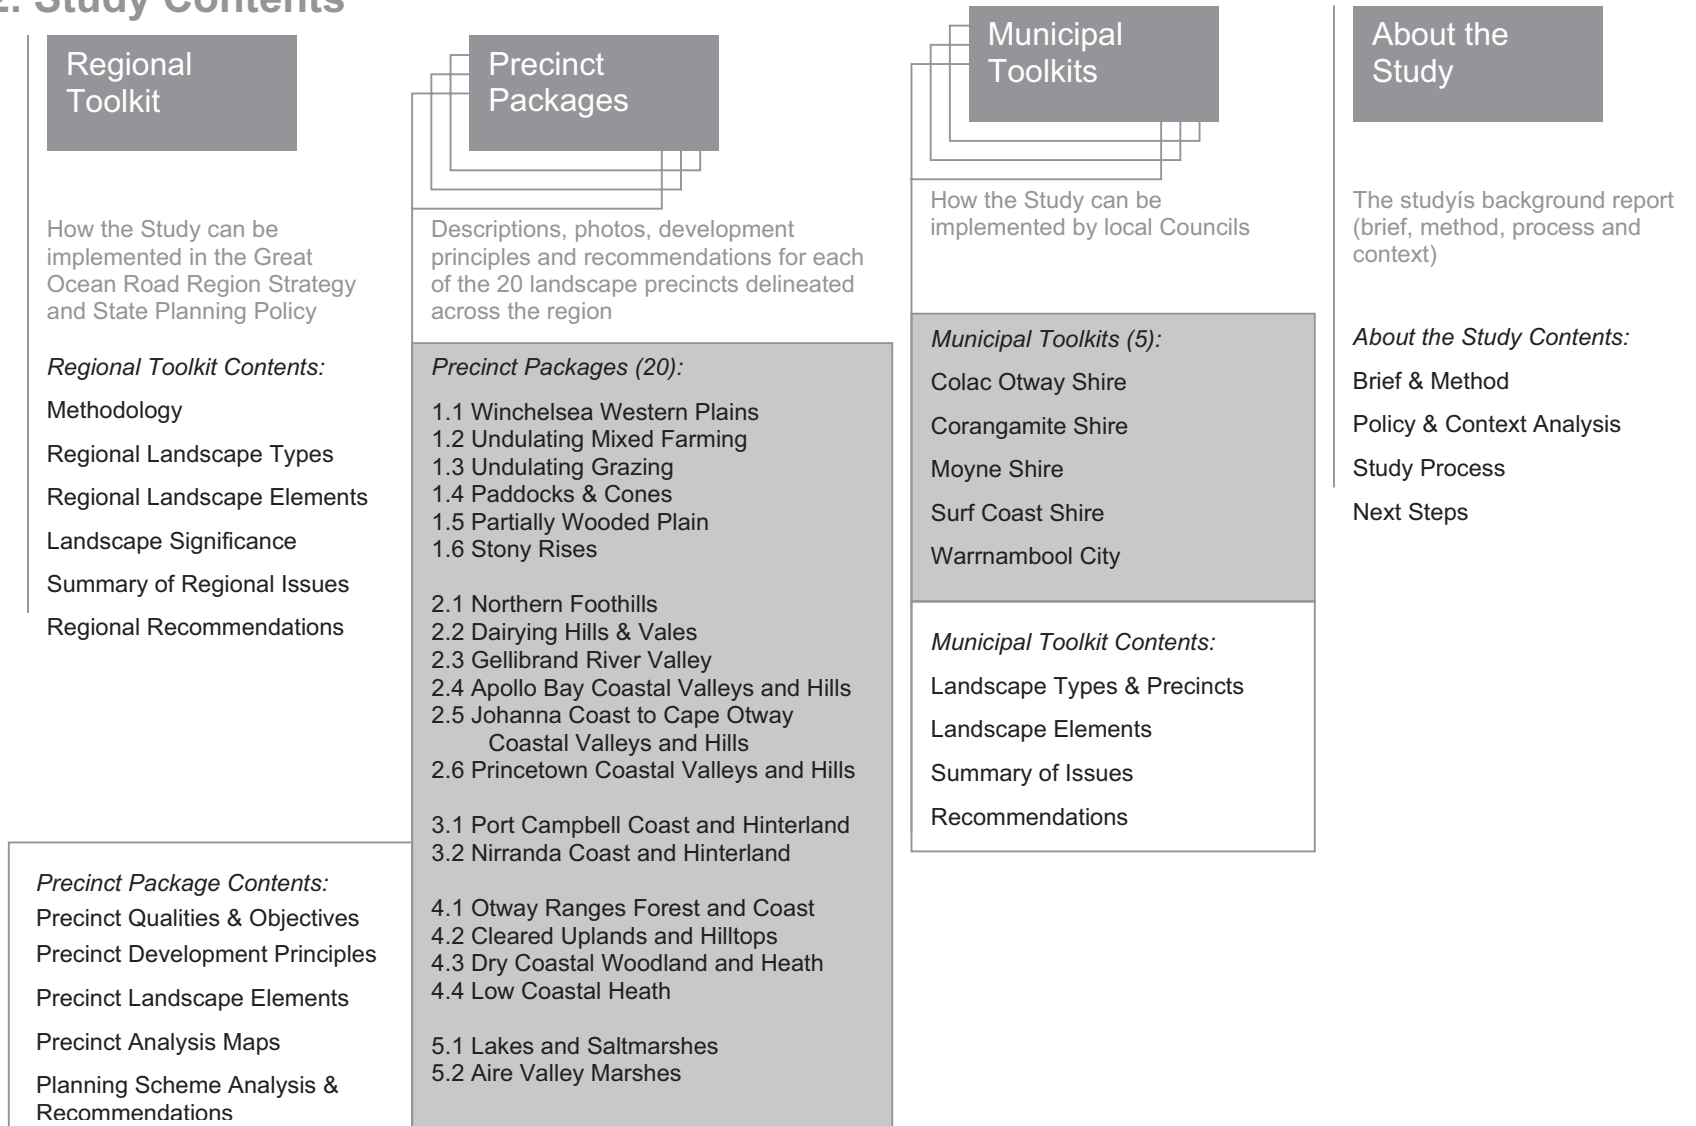 2. Study Contents
Regional
Toolkit
How the Study can be
implemented in the Great
Ocean Road Region Strategy
and State Planning Policy
Regional Toolkit Contents:
Methodology
Regional Landscape Types
Regional Landscape Elements
Landscape Significance
Summary of Regional Issues
Regional Recommendations
Precinct
Packages
Descriptions, photos, development
principles and recommendations for each
of the 20 landscape precincts delineated
across the region
Precinct Packages (20):
1.1 Winchelsea Western Plains
1.2 Undulating Mixed Farming
1.3 Undulating Grazing
1.4 Paddocks & Cones
1.5 Partially Wooded Plain
1.6 Stony Rises
2.1 Northern Foothills
2.2 Dairying Hills & Vales
2.3 Gellibrand River Valley
2.4 Apollo Bay Coastal Valleys and Hills
2.5 Johanna Coast to Cape Otway
Coastal Valleys and Hills
2.6 Princetown Coastal Valleys and Hills
3.1 Port Campbell Coast and Hinterland
3.2 Nirranda Coast and Hinterland
4.1 Otway Ranges Forest and Coast
4.2 Cleared Uplands and Hilltops
4.3 Dry Coastal Woodland and Heath
4.4 Low Coastal Heath
5.1 Lakes and Saltmarshes
5.2 Aire Valley Marshes
Precinct Package Contents:
Precinct Qualities & Objectives
Precinct Development Principles
Precinct Landscape Elements
Precinct Analysis Maps
Planning Scheme Analysis &
Recommendations
Municipal
Toolkits
How the Study can be
implemented by local Councils
Municipal Toolkits (5):
Colac Otway Shire
Corangamite Shire
Moyne Shire
Surf Coast Shire
Warrnambool City
Municipal Toolkit Contents:
Landscape Types & Precincts
Landscape Elements
Summary of Issues
Recommendations
About the
Study
The studyís background report
(brief, method, process and
context)
About the Study Contents:
Brief & Method
Policy & Context Analysis
Study Process
Next Steps